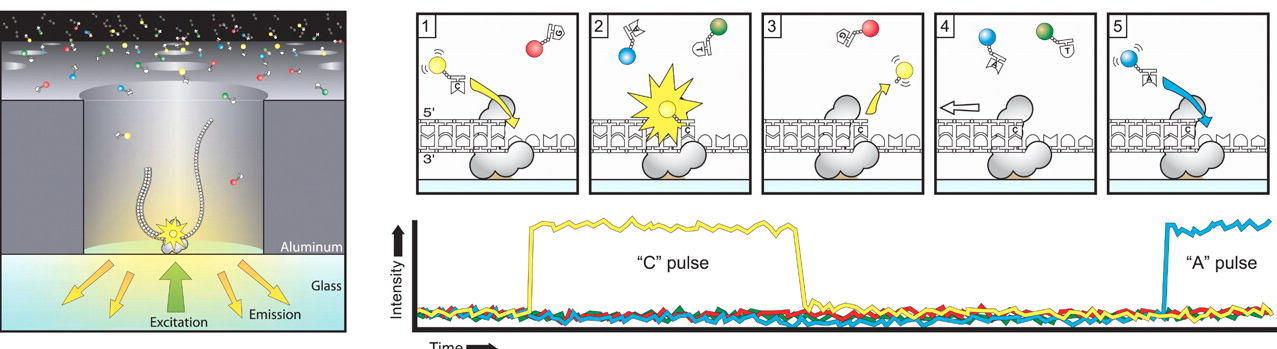 Aluminum
Glass
Excitation
Emission
1
C
G
5'
3'
2
A
T
C
3
G
C
4
A
T
C
5
A
C
Intensity
"C" pulse
"A" pulse
Time